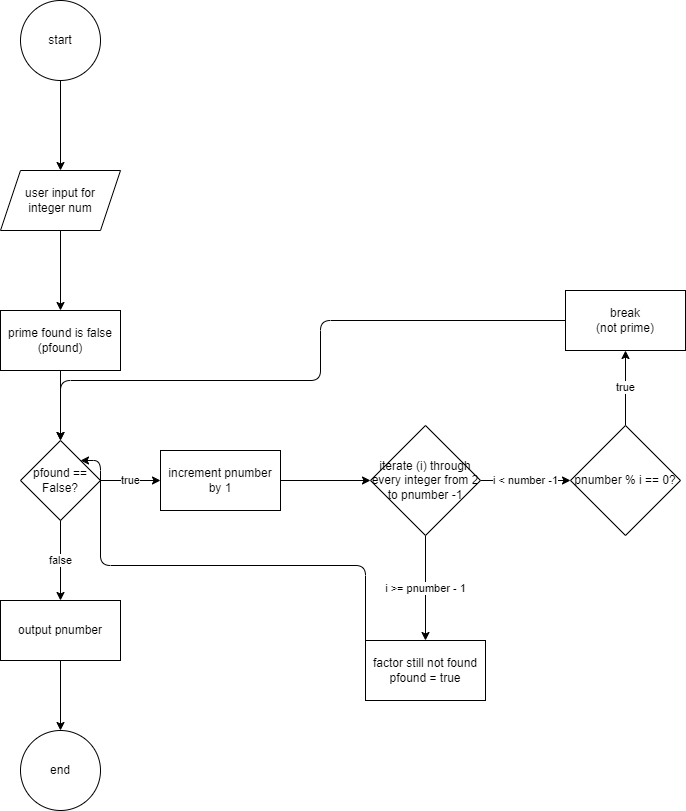 start
user input for
integer num
prime found is false
(pfound)
break
(not prime)
true
pfound ==
False?
true
increment pnumber
by 1
iterate (i) through
every integer from 2
to pnumber -1
i < number -1
pnumber % i == 0?
false
i >= pnumber - 1
output pnumber
factor still not found
pfound = true
end